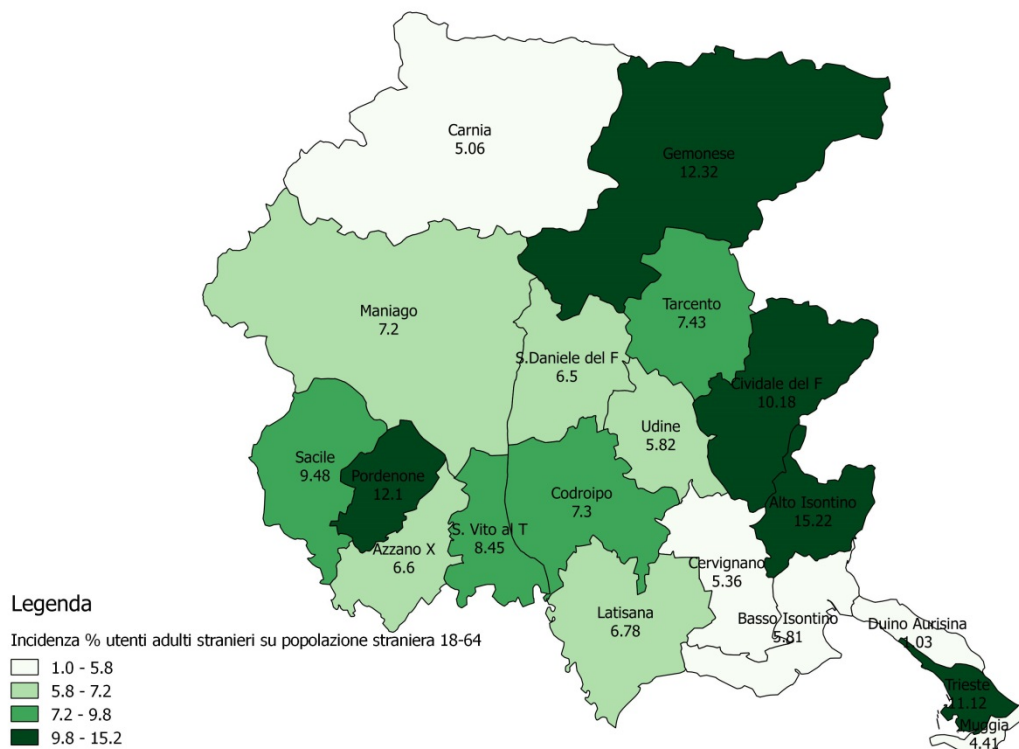 Carnia
5.06
Gemonese
12.32
Maniago
7.2
Tarcento
7.43
S.Daniele del F
6.5
Cividale del F
10.18
Udine
5.82
Sacile
9.48
Pordenone
12.1
Codroipo
7.3
Alto Isontino
15.22
S. Vito al T
8.45
Azzano X
6.6
Cervignano
5.36
Latisana
6.78
Basso Isontino
5.81
Duino Aurisina
1.03
Trieste
11.12
Muggia
4.41
Legenda
Incidenza % utenti adulti stranieri su popolazione straniera 18-64
1.0 - 5.8
5.8 - 7.2
7.2 - 9.8
9.8 - 15.2